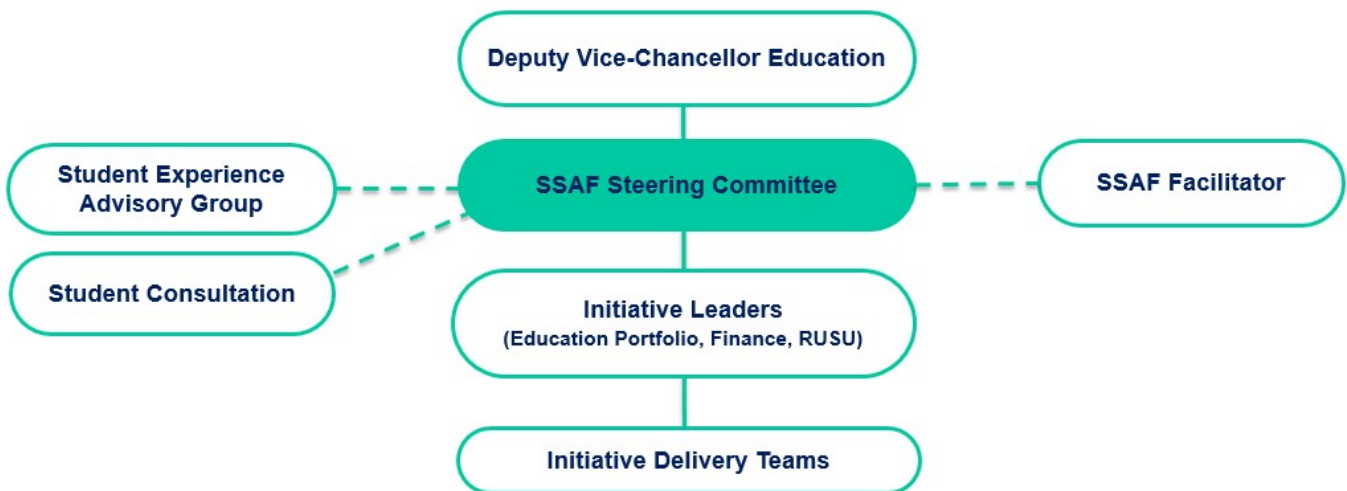 Deputy Vice-Chancellor Education
Student Experience
Advisory Group
SSAF Steering Committee
SSAF Facilitator
Student Consultation
Initiative Leaders
(Education Portfolio, Finance, RUSU)
Initiative Delivery Teams